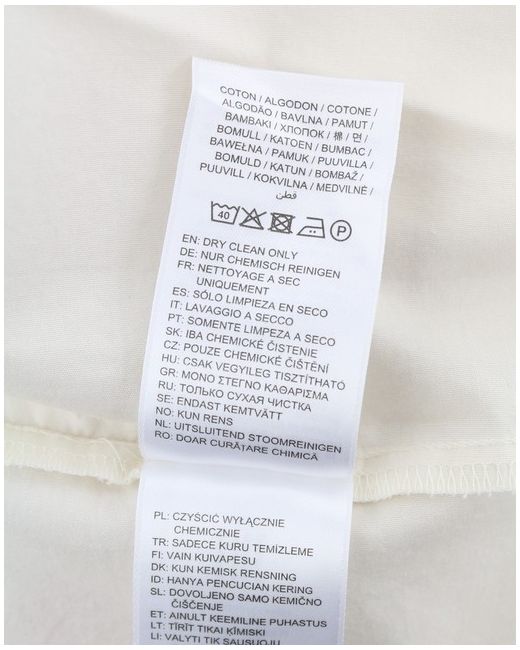 COTON / ALGODON / COTONE /
ALGODÃO / BAVLNA / PAMUT /
BAMBAKI / ХЛОПОК / 棉 / 면 /
BOMULL / KATOEN / BUMBAC /
BAWEŁNA / PAMUK / PUUVILLA /
BOMULD / KATUN / BOMBAŽ /
PUUVILL / KOKVILNA / MEDVILNĖ /
قطن
40 P
EN: DRY CLEAN ONLY
DE: NUR CHEMISCH REINIGEN
FR: NETTOYAGE A SEC
UNIQUEMENT
ES: SÓLO LIMPIEZA EN SECO
IT: LAVAGGIO A SECCO
PT: SOMENTE LIMPEZA A SECO
SK: IBA CHEMICKÉ ČISTENIE
CZ: POUZE CHEMICKÉ ČIŠTĚNÍ
HU: CSAK VEGYILEG TISZTÍTHATÓ
GR: ΜΟΝΟ ΣΤΕΓΝΟ ΚΑΘΑΡΙΣΜΑ
RU: ТОЛЬКО СУХАЯ ЧИСТКА
SE: ENDAST KEMTVÄTT
NO: KUN RENS
NL: UITSLUITEND STOOMREINIGEN
RO: DOAR CURĂȚARE CHIMICĂ
PL: CZYŚCIĆ WYŁĄCZNIE
CHEMICZNIE
TR: SADECE KURU TEMİZLEME
FI: VAIN KUIVAPESU
DK: KUN KEMISK RENSNING
ID: HANYA PENCUCIAN KERING
SL: DOVOLJENO SAMO KEMIČNO
ČIŠČENJE
ET: AINULT KEEMILINE PUHASTUS
LT: TĪRĪT TIKAI ĶĪMISKI
LI: VALYTI TIK SAUSUOJU